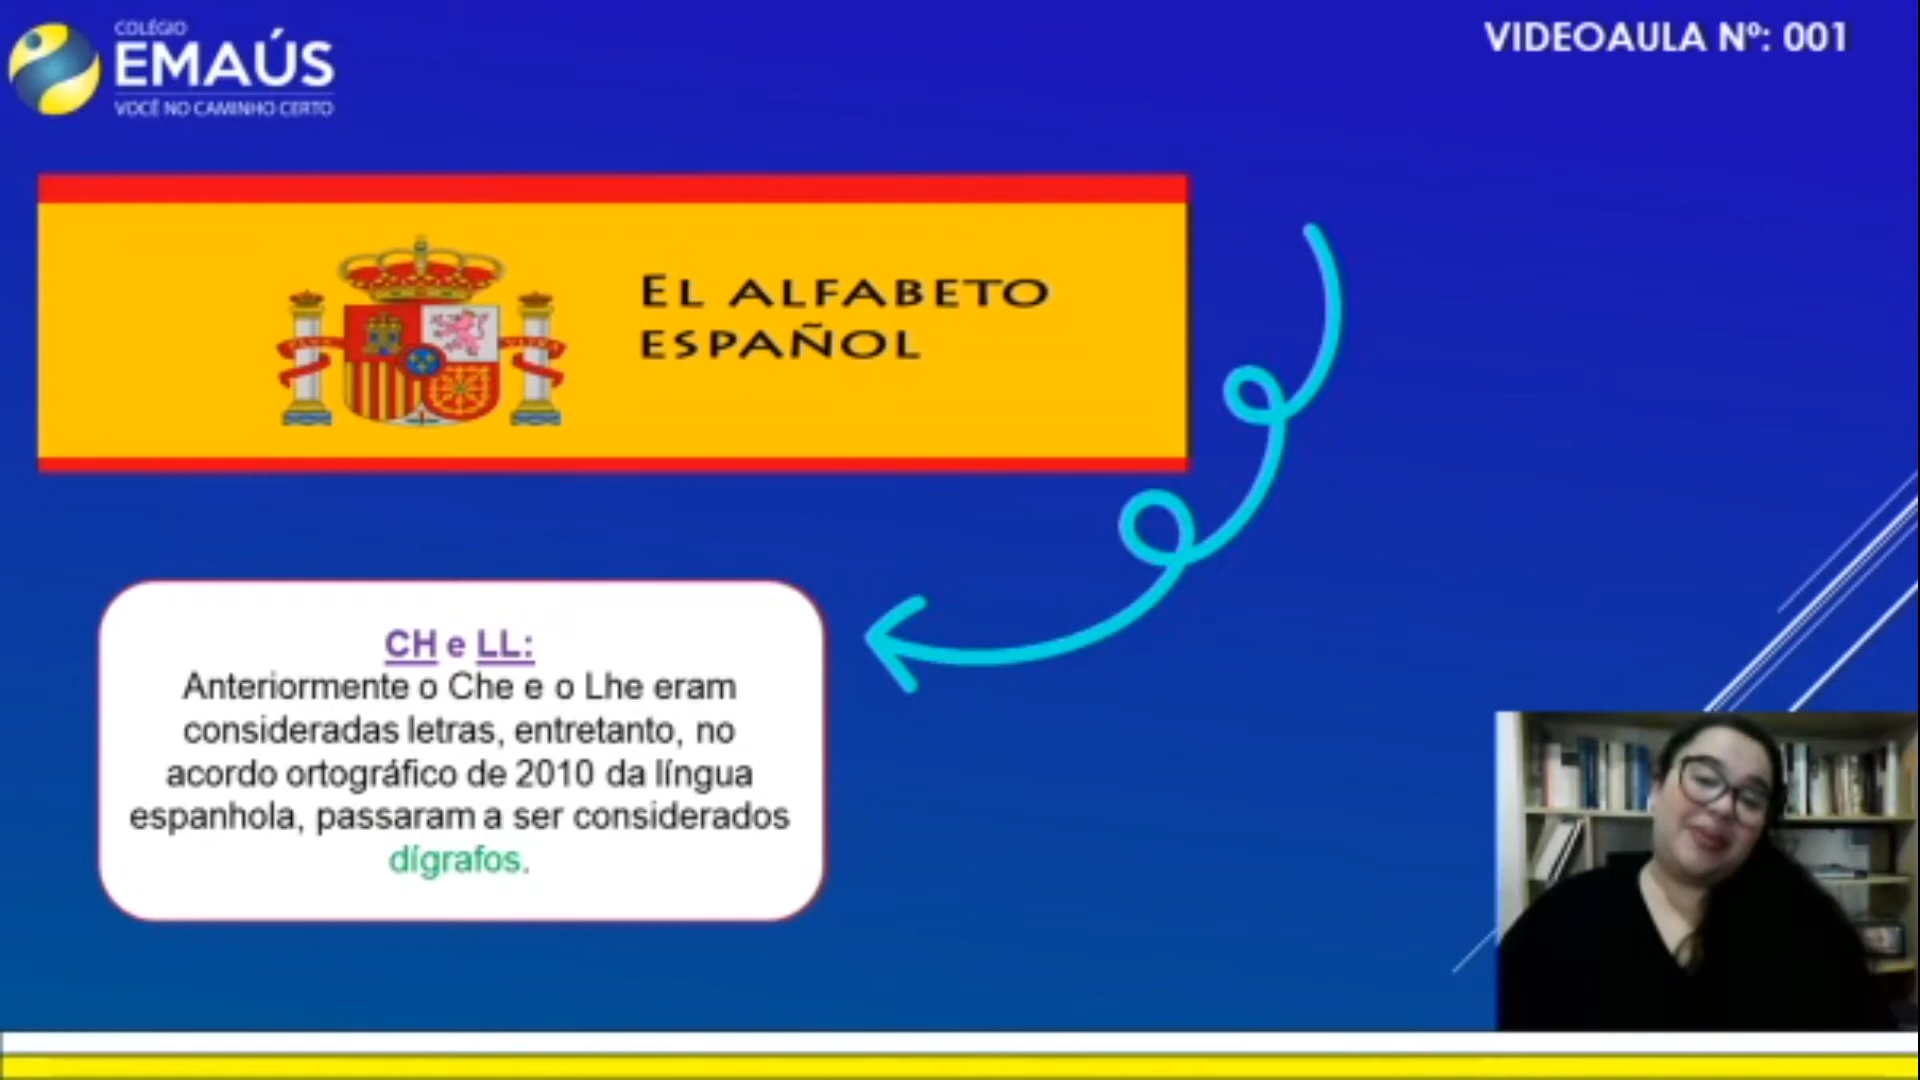 COLÉGIO
EMAÚS
VOCÊ NO CAMINHO CERTO
VIDEOAULA Nº: 001
EL ALFABETO
ESPAÑOL
CH e LL:
Anteriormente o Che e o Lhe eram
consideradas letras, entretanto, no
acordo ortográfico de 2010 da língua
espanhola, passaram a ser considerados
dígrafos.